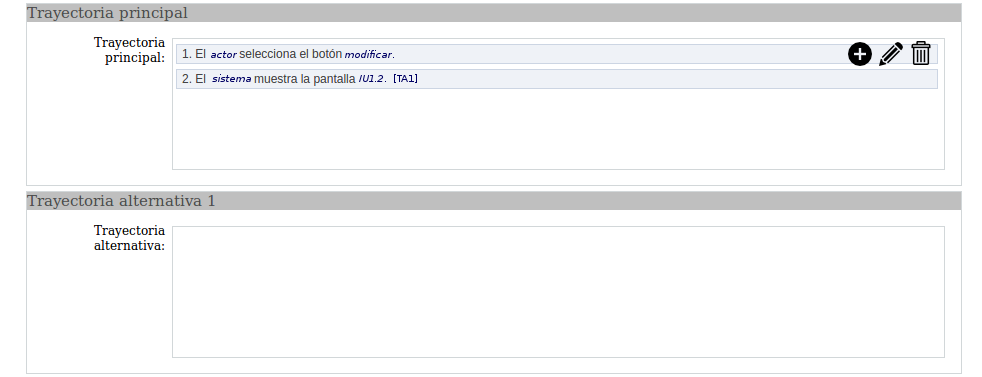 Trayectoria principal
Trayectoria
principal:
1. El actor selecciona el botón modificar.
2. El sistema muestra la pantalla IU1.2. [TA1]
Trayectoria alternativa 1
Trayectoria
alternativa: